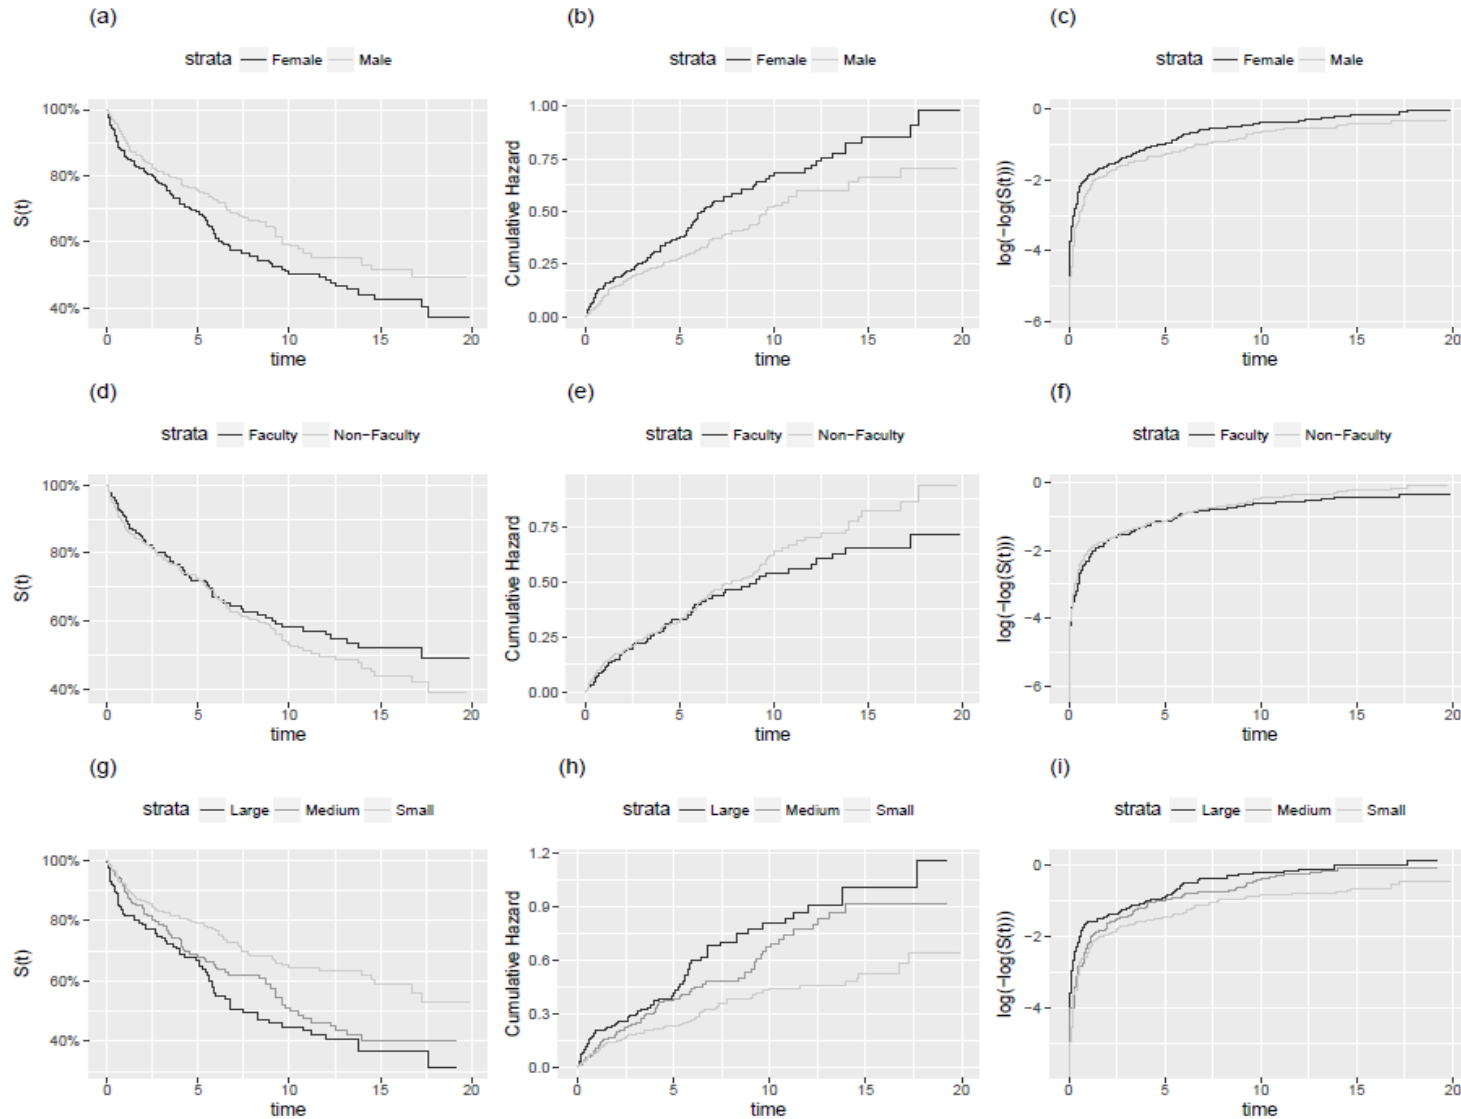 (a) (b) (c)
strata Female Male strata Female Male strata Female Male
100% 80% 60% 40%
S(t)
0 5 10 15 20
time
1.00 0.75 0.50 0.25 0.00
Cumulative Hazard
0 5 10 15 20
time
0 −2 −4 −6
log(−log(S(t)))
0 5 10 15 20
time
(d) (e) (f)
strata Faculty Non−Faculty strata Faculty Non−Faculty strata Faculty Non−Faculty
100% 80% 60% 40%
S(t)
0 5 10 15 20
time
0.75 0.50 0.25 0.00
Cumulative Hazard
0 5 10 15 20
time
0 −2 −4 −6
log(−log(S(t)))
0 5 10 15 20
time
(g) (h) (i)
strata Large Medium Small strata Large Medium Small strata Large Medium Small
100% 80% 60% 40%
S(t)
0 5 10 15 20
time
1.2 0.9 0.6 0.3 0.0
Cumulative Hazard
0 5 10 15 20
time
0 −2 −4
log(−log(S(t)))
0 5 10 15 20
time